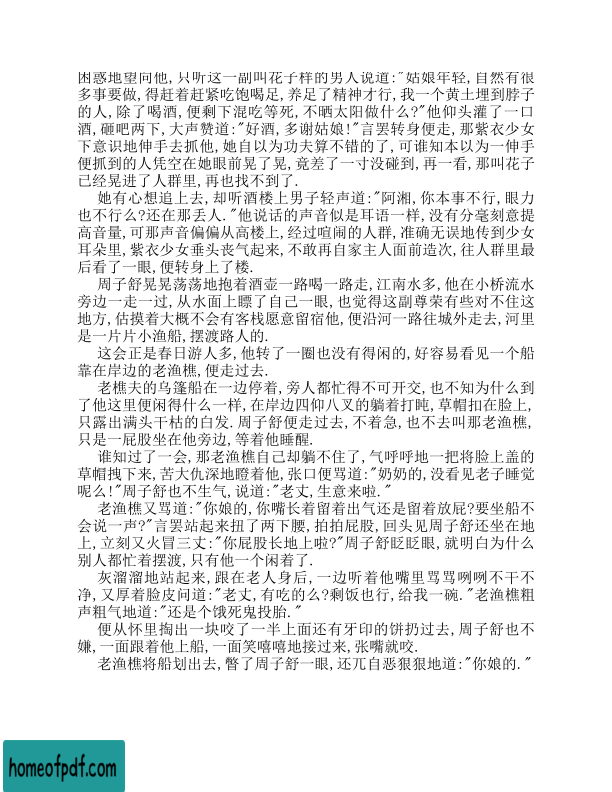 困惑地望向他,只听这一副叫花子样的男人说道:"姑娘年轻,自然有很
多事要做,得赶着赶紧吃饱喝足,养足了精神才行,我一个黄土埋到脖子
的人,除了喝酒,便剩下混吃等死,不晒太阳做什么?"他仰头灌了一口
酒,砸吧两下,大声赞道:"好酒,多谢姑娘!"言罢转身便走,那紫衣少女
下意识地伸手去抓他,她自以为功夫算不错的了,可谁知本以为一伸手
便抓到的人凭空在她眼前晃了晃,竟差了一寸没碰到,再一看,那叫花子
已经晃进了人群里,再也找不到了.
她有心想追上去,却听酒楼上男子轻声道:"阿湘,你本事不行,眼力
也不行么?还在那丢人."他说话的声音似是耳语一样,没有分毫刻意提
高音量,可那声音偏偏从高楼上,经过喧闹的人群,准确无误地传到少女
耳朵里,紫衣少女垂头丧气起来,不敢再自家主人面前造次,往人群里最
后看了一眼,便转身上了楼.
周子舒晃晃荡荡地抱着酒壶一路喝一路走,江南水多,他在小桥流水
旁边一走一过,从水面上瞟了自己一眼,也觉得这副尊荣有些对不住这
地方,估摸着大概不会有客栈愿意留宿他,便沿河一路往城外走去,河里
是一片片小渔船,摆渡路人的.
这会正是春日游人多,他转了一圈也没有得闲的,好容易看见一个船
靠在岸边的老渔樵,便走过去.
老樵夫的乌篷船在一边停着,旁人都忙得不可开交,也不知为什么到
了他这里便闲得什么一样,在岸边四仰八叉的躺着打盹,草帽扣在脸上,
只露出满头干枯的白发.周子舒便走过去,不着急,也不去叫那老渔樵,
只是一屁股坐在他旁边,等着他睡醒.
谁知过了一会,那老渔樵自己却躺不住了,气呼呼地一把将脸上盖的
草帽拽下来,苦大仇深地瞪着他,张口便骂道:"奶奶的,没看见老子睡觉
呢么!"周子舒也不生气,说道:"老丈,生意来啦."
老渔樵又骂道:"你娘的,你嘴长着留着出气还是留着放屁?要坐船不
会说一声?"言罢站起来扭了两下腰,拍拍屁股,回头见周子舒还坐在地
上,立刻又火冒三丈:"你屁股长地上啦?"周子舒眨眨眼,就明白为什么
别人都忙着摆渡,只有他一个闲着了.
灰溜溜地站起来,跟在老人身后,一边听着他嘴里骂骂咧咧不干不
净,又厚着脸皮问道:"老丈,有吃的么?剩饭也行,给我一碗."老渔樵粗
声粗气地道:"还是个饿死鬼投胎."
便从怀里掏出一块咬了一半上面还有牙印的饼扔过去,周子舒也不
嫌,一面跟着他上船,一面笑嘻嘻地接过来,张嘴就咬.
老渔樵将船划出去,瞥了周子舒一眼,还兀自恶狠狠地道:"你娘的."
homeofpdf.com